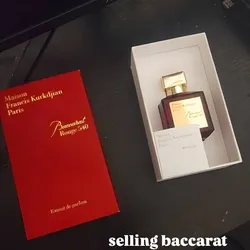 Maison
Francis Kurkdjian
Paris
Baccarat
Rouge 540
Extrait de parfum
selling baccarat